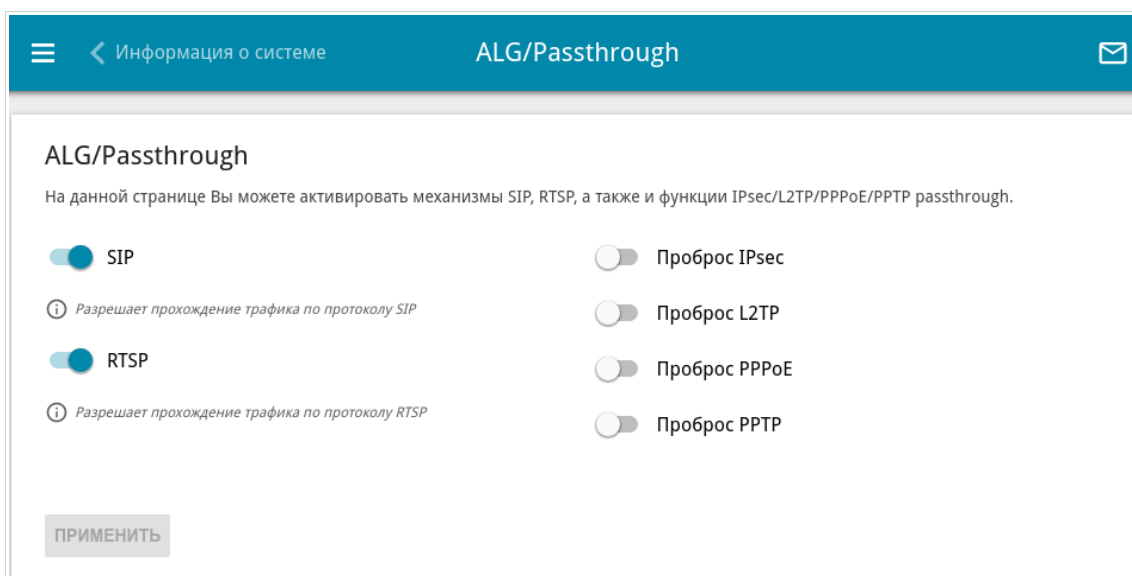 Информация о системе
ALG/Passthrough
ALG/Passthrough
На данной странице Вы можете активировать механизмы SIP, RTSP, а также и функции IPsec/L2TP/PPPoE/PPTP passthrough.
SIP
Разрешает прохождение трафика по протоколу SIP
RTSP
Разрешает прохождение трафика по протоколу RTSP
Проброс IPsec
Проброс L2TP
Проброс PPPoE
Проброс PPTP
ПРИМЕНИТЬ